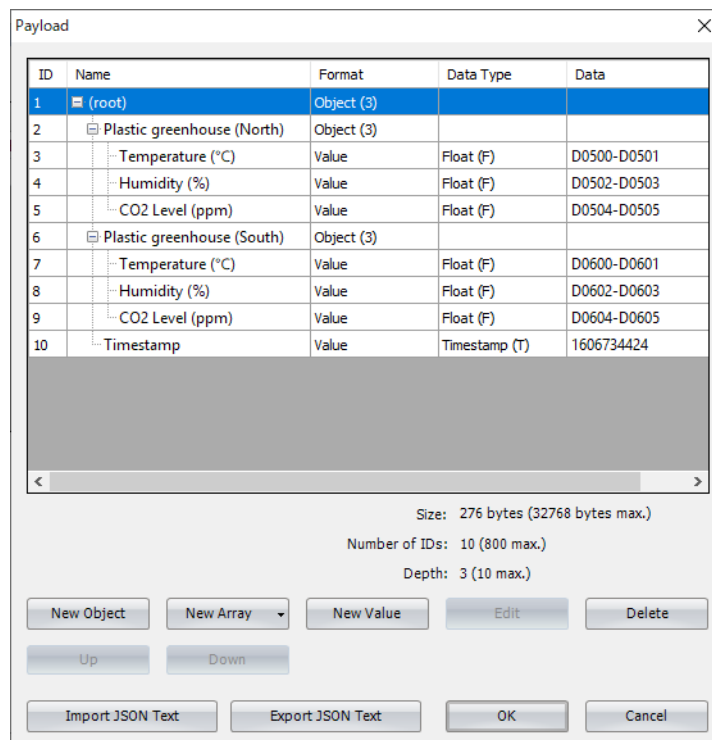 Payload
ID Name Format Data Type Data
1 (root) Object (3)
2 Plastic greenhouse (North) Object (3)
3 Temperature (°C) Value Float (F) D0500-D0501
4 Humidity (%) Value Float (F) D0502-D0503
5 CO2 Level (ppm) Value Float (F) D0504-D0505
6 Plastic greenhouse (South) Object (3)
7 Temperature (°C) Value Float (F) D0600-D0601
8 Humidity (%) Value Float (F) D0602-D0603
9 CO2 Level (ppm) Value Float (F) D0604-D0605
10 Timestamp Value Timestamp (T) 1606734424
Size: 276 bytes (32768 bytes max.)
Number of IDs: 10 (800 max.)
Depth: 3 (10 max.)
New Object New Array New Value Edit Delete
Up Down
Import JSON Text Export JSON Text OK Cancel